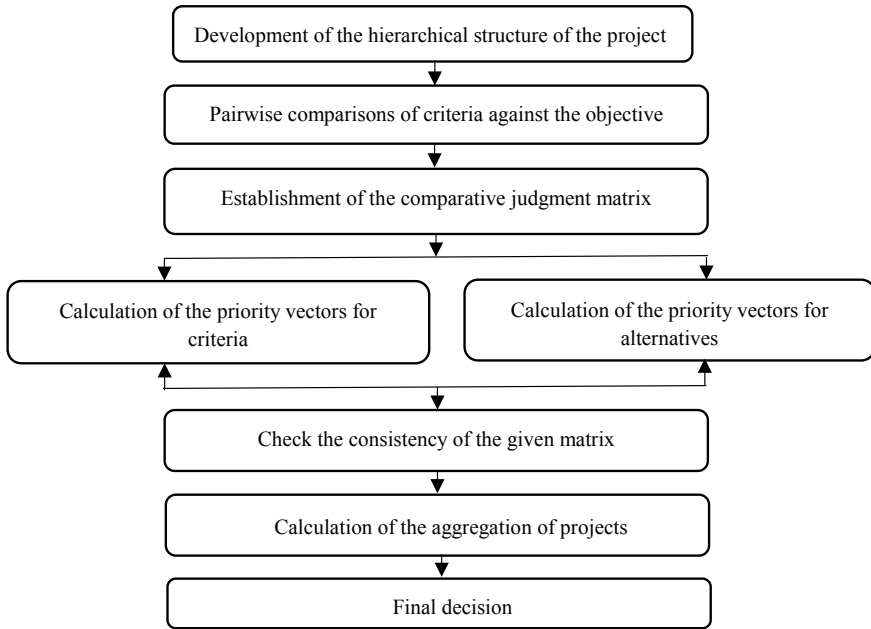 Development of the hierarchical structure of the project
Pairwise comparisons of criteria against the objective
Establishment of the comparative judgment matrix
Calculation of the priority vectors for
criteria
Calculation of the priority vectors for
alternatives
Check the consistency of the given matrix
Calculation of the aggregation of projects
Final decision